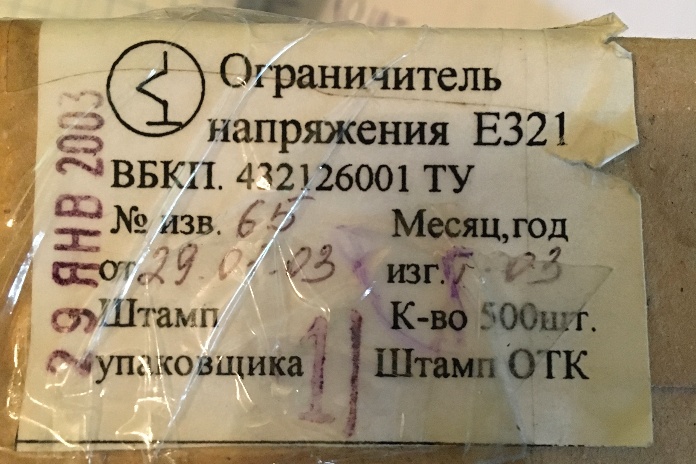 Ограничитель
напряжения Е321
ВБКП. 432126001 ТУ
№ изв. 65 Месяц,год
от 29.01.03 изг. 03
Штамп К-во 500шт.
упаковщика 11 Штамп ОТК
29 ЯНВ 2003